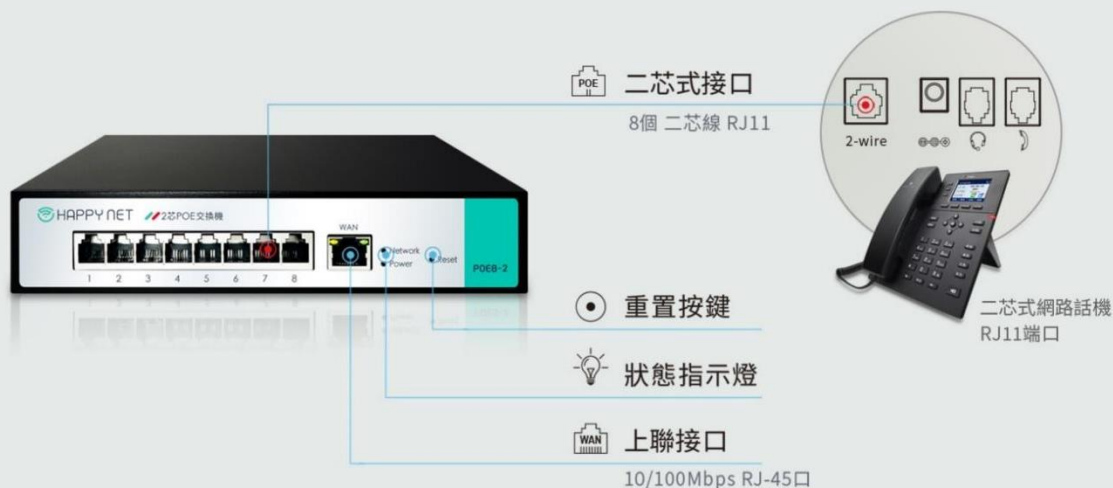 POE
二芯式接口
8個 二芯線 RJ11
2-wire
HAPPY NET 2芯POE交換機
WAN
Network
Power
Reset
1 2 3 4 5 6 7 8
POE8-2
重置按鍵
二芯式網路話機
RJ11端口
狀態指示燈
WAN
上聯接口
10/100Mbps RJ-45口